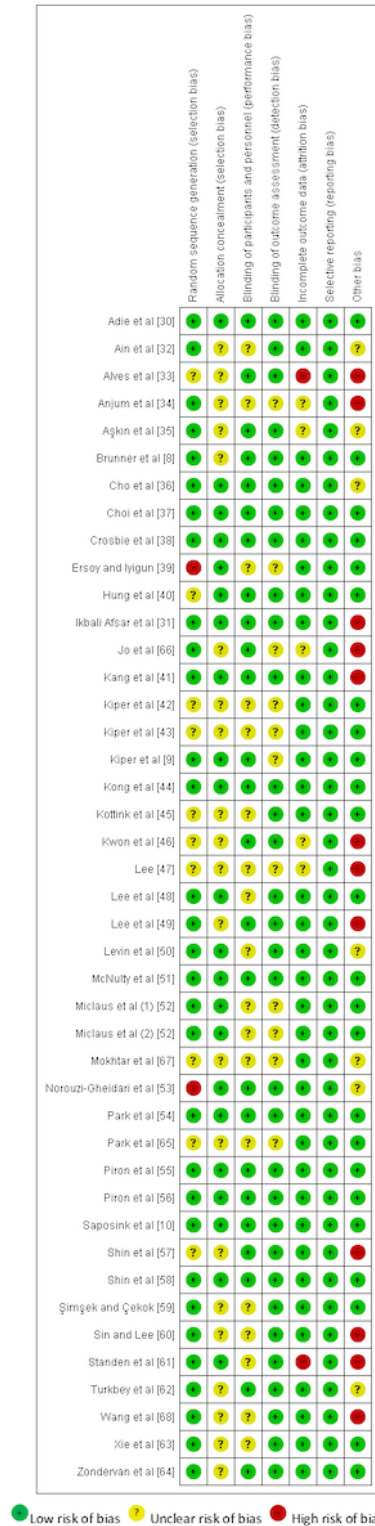 Random sequence generation (selection bias)
Allocation concealment (selection bias)
Blinding of participants and personnel (performance bias)
Blinding of outcome assessment (detection bias)
Incomplete outcome data (attrition bias)
Selective reporting (reporting bias)
Other bias
Adie et al [30] + + + + + + +
Ain et al [32] + ? ? + + + ?
Alves et al [33] ? ? + + - + -
Anjum et al [34] + ? ? ? ? + -
Aşkın et al [35] + ? + + ? + ?
Brunner et al [8] + ? + + + + +
Cho et al [36] + + + + + + ?
Choi et al [37] + + + + + + +
Crosbie et al [38] + + + + + + +
Ersoy and Iyigun [39] - + ? ? + + +
Hung et al [40] ? + + + + + +
Ikbali Afsar et al [31] + + + + + + -
Jo et al [66] + ? + ? ? + -
Kang et al [41] + + + + + + -
Kiper et al [42] ? ? ? ? + + +
Kiper et al [43] ? ? ? ? + + +
Kiper et al [9] + + + ? + + +
Kong et al [44] + + + + + + +
Kottink et al [45] ? ? ? + + + +
Kwon et al [46] ? ? + + ? + -
Lee [47] ? ? ? ? ? + -
Lee et al [48] + + ? + + + +
Lee et al [49] + ? + + + + -
Levin et al [50] + + ? + + + ?
McNulty et al [51] + + + + + + +
Miclaus et al (1) [52] + + ? ? + + +
Miclaus et al (2) [52] + + ? ? + + +
Mokhtar et al [67] ? ? ? ? + + ?
Norouzi-Gheidari et al [53] - + + + + + ?
Park et al [54] + + + + + + +
Park et al [65] ? ? ? ? + + +
Piron et al [55] + + + + + + +
Piron et al [56] + + + + + + +
Saposink et al [10] + + + + + + +
Shin et al [57] ? ? + + + + -
Shin et al [58] + + + + + + +
Şimşek and Çekok [59] + ? ? + + + +
Sin and Lee [60] + ? ? + + + -
Standen et al [61] + + ? + - + -
Turkbey et al [62] + ? + + + + ?
Wang et al [68] + ? ? + + + -
Xie et al [63] + ? ? + + + +
Zondervan et al [64] + ? + + + + +
+ Low risk of bias ? Unclear risk of bias - High risk of bia